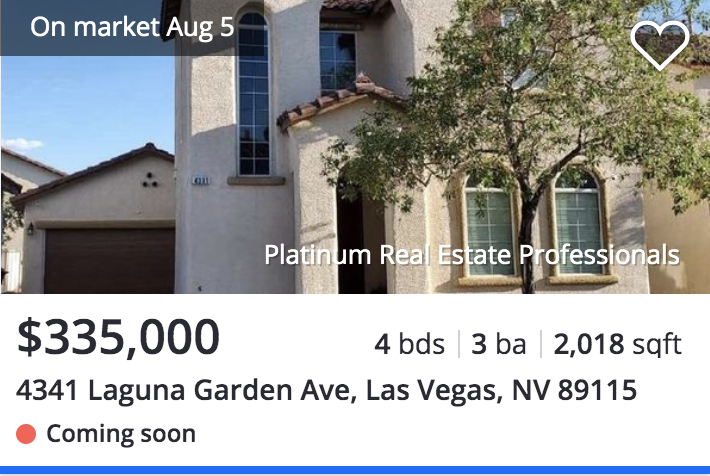 On market Aug 5
Platinum Real Estate Professionals
$335,000
4 bds 3 ba 2,018 sqft
4341 Laguna Garden Ave, Las Vegas, NV 89115
Coming soon